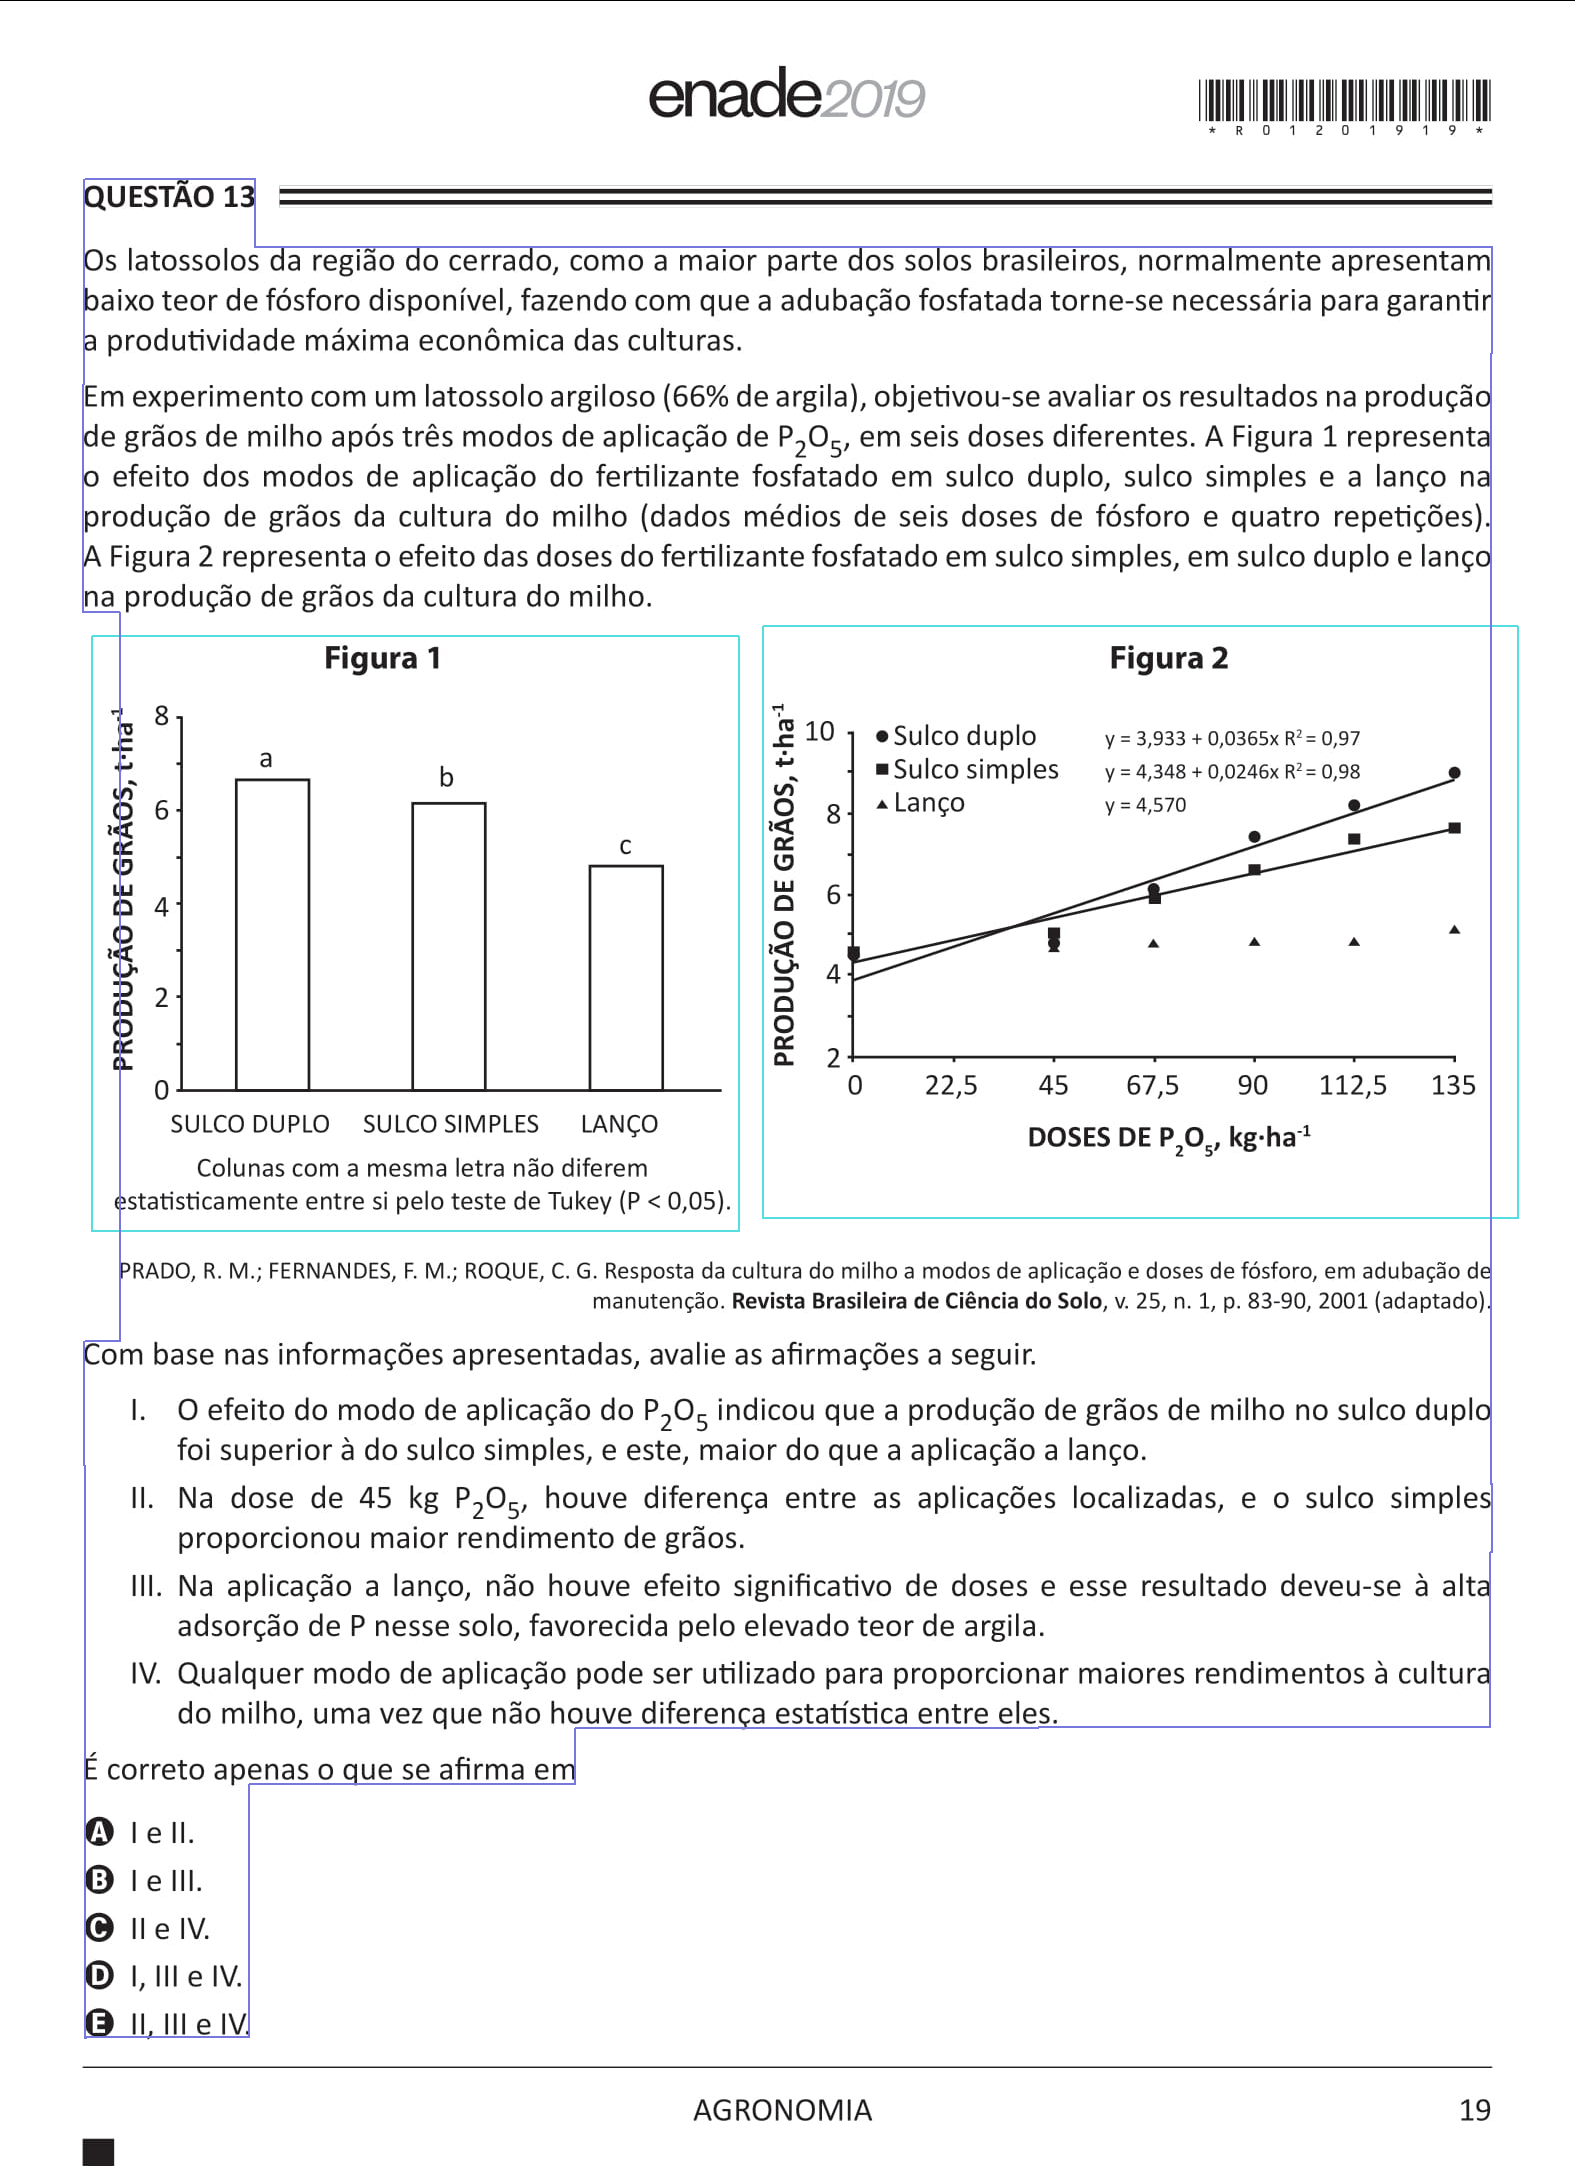 enade2019
*R01201919*
QUESTÃO 13
Os latossolos da região do cerrado, como a maior parte dos solos brasileiros, normalmente apresentam
baixo teor de fósforo disponível, fazendo com que a adubação fosfatada torne-se necessária para garantir
a produtividade máxima econômica das culturas.
Em experimento com um latossolo argiloso (66% de argila), objetivou-se avaliar os resultados na produção
de grãos de milho após três modos de aplicação de P₂O₅, em seis doses diferentes. A Figura 1 representa
o efeito dos modos de aplicação do fertilizante fosfatado em sulco duplo, sulco simples e a lanço na
produção de grãos da cultura do milho (dados médios de seis doses de fósforo e quatro repetições).
A Figura 2 representa o efeito das doses do fertilizante fosfatado em sulco simples, em sulco duplo e lanço
na produção de grãos da cultura do milho.
Figura 1
PRODUÇÃO DE GRÃOS, t·ha⁻¹
8
6
4
2
0
a
b
c
SULCO DUPLO SULCO SIMPLES LANÇO
Colunas com a mesma letra não diferem
estatisticamente entre si pelo teste de Tukey (P < 0,05).
Figura 2
PRODUÇÃO DE GRÃOS, t·ha⁻¹
10
8
6
4
2
● Sulco duplo y = 3,933 + 0,0365x R² = 0,97
■ Sulco simples y = 4,348 + 0,0246x R² = 0,98
▲ Lanço y = 4,570
0 22,5 45 67,5 90 112,5 135
DOSES DE P₂O₅, kg·ha⁻¹
PRADO, R. M.; FERNANDES, F. M.; ROQUE, C. G. Resposta da cultura do milho a modos de aplicação e doses de fósforo, em adubação de
manutenção. Revista Brasileira de Ciência do Solo, v. 25, n. 1, p. 83-90, 2001 (adaptado).
Com base nas informações apresentadas, avalie as afirmações a seguir.
I. O efeito do modo de aplicação do P₂O₅ indicou que a produção de grãos de milho no sulco duplo
foi superior à do sulco simples, e este, maior do que a aplicação a lanço.
II. Na dose de 45 kg P₂O₅, houve diferença entre as aplicações localizadas, e o sulco simples
proporcionou maior rendimento de grãos.
III. Na aplicação a lanço, não houve efeito significativo de doses e esse resultado deveu-se à alta
adsorção de P nesse solo, favorecida pelo elevado teor de argila.
IV. Qualquer modo de aplicação pode ser utilizado para proporcionar maiores rendimentos à cultura
do milho, uma vez que não houve diferença estatística entre eles.
É correto apenas o que se afirma em
A I e II.
B I e III.
C II e IV.
D I, III e IV.
E II, III e IV.
AGRONOMIA
19